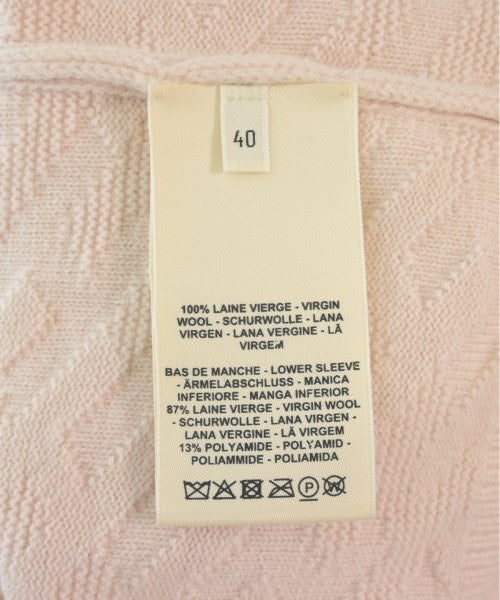 40
100% LAINE VIERGE - VIRGIN
WOOL - SCHURWOLLE - LANA
VIRGEN - LANA VERGINE - LÃ
VIRGEM
BAS DE MANCHE - LOWER SLEEVE
- ÄRMELABSCHLUSS - MANICA
INFERIORE - MANGA INFERIOR
87% LAINE VIERGE - VIRGIN WOOL
- SCHURWOLLE - LANA VIRGEN -
LANA VERGINE - LÃ VIRGEM
13% POLYAMIDE - POLYAMID -
POLIAMMIDE - POLIAMIDA
P W